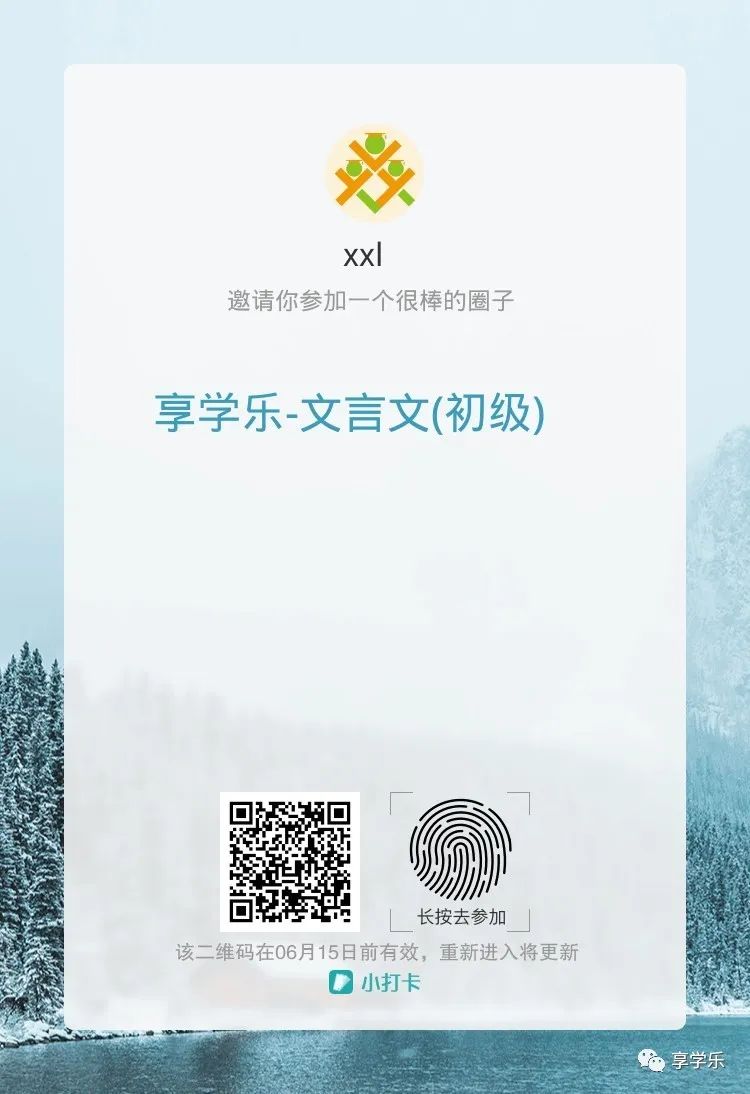 xxl
邀请你参加一个很棒的圈子
享学乐-文言文(初级)
长按去参加
该二维码在06月15日前有效，重新进入将更新
小打卡
享学乐